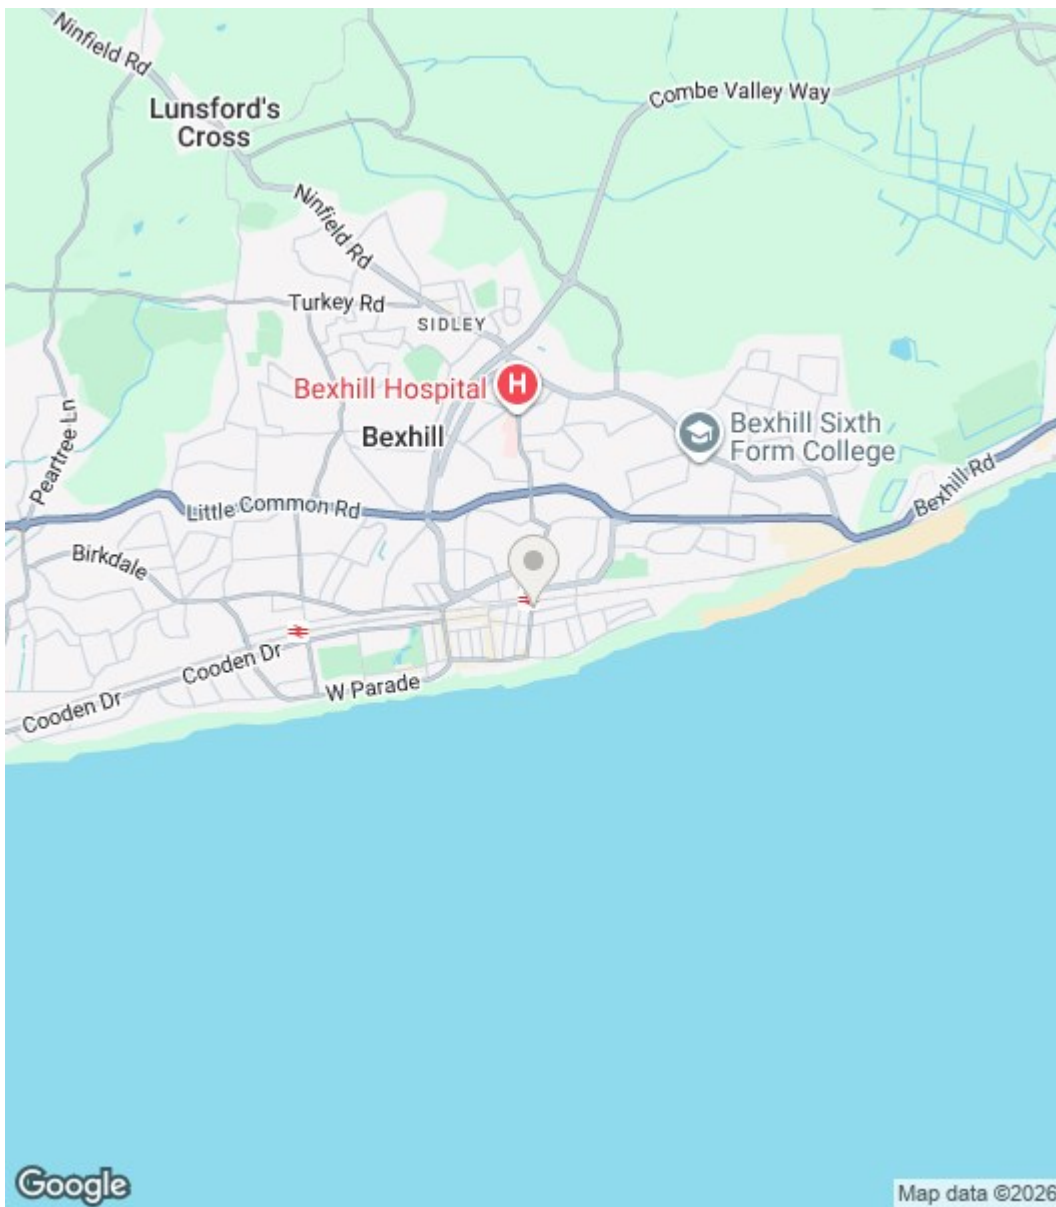 Ninfield Rd
Lunsford's
Cross
Combe Valley Way
Ninfield Rd
Turkey Rd
SIDLEY
Peartree Ln
Bexhill Hospital
H
Bexhill
Bexhill Sixth
Form College
Bexhill Rd
Little Common Rd
Birkdale
Cooden Dr
W Parade
Cooden Dr
Google
Map data ©2026